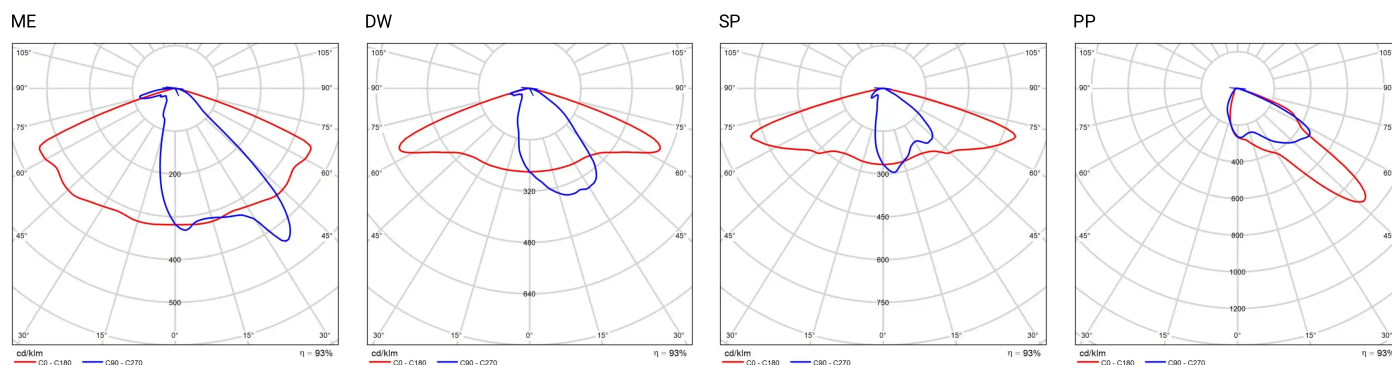 ME
DW
SP
PP
105° 105° 105° 105° 105° 105° 105° 105
90° 90° 90° 90° 90° 90° 90° 90
75° 75° 75° 75° 75° 75° 75° 75
200 320 300 400
60° 60° 60° 60° 60° 60° 60° 60
450 600
45° 45° 45° 45° 45° 45° 45° 45
480 800
400 600 1000
640
500 750 1200
30° 15° 0° 15° 30° 30° 15° 0° 15° 30° 30° 15° 0° 15° 30° 30° 15° 0° 15° 30
cd/klm η = 93% cd/klm η = 93% cd/klm η = 93% cd/klm η = 93%
C0 - C180 C90 - C270 C0 - C180 C90 - C270 C0 - C180 C90 - C270 C0 - C180 C90 - C270